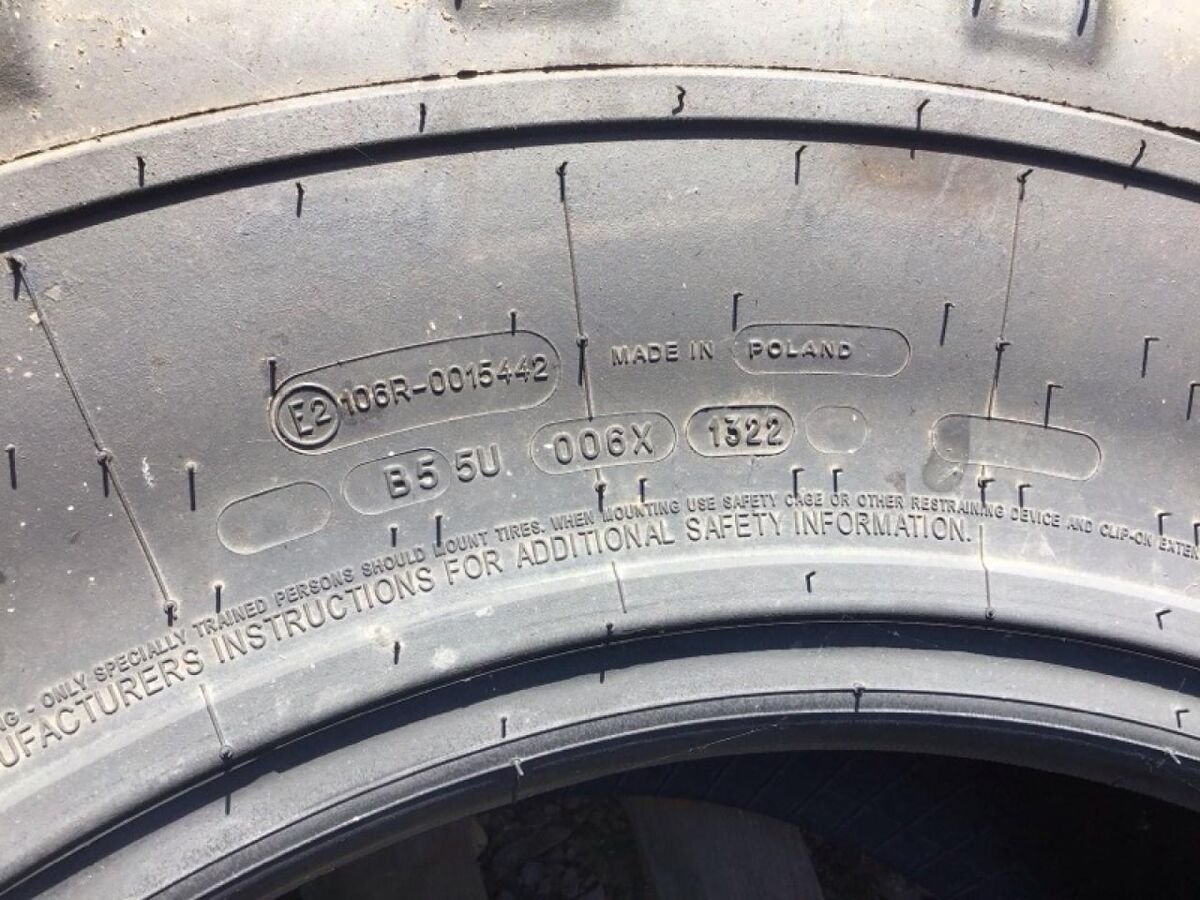 E2 106R-0015442
MADE IN POLAND
B5 5U 006X 1322
- ONLY SPECIALLY TRAINED PERSONS SHOULD MOUNT TIRES. WHEN MOUNTING USE SAFETY CAGE OR OTHER RESTRAINING DEVICE AND CLIP-ON
INSTRUCTIONS FOR ADDITIONAL SAFETY INFORMATION.